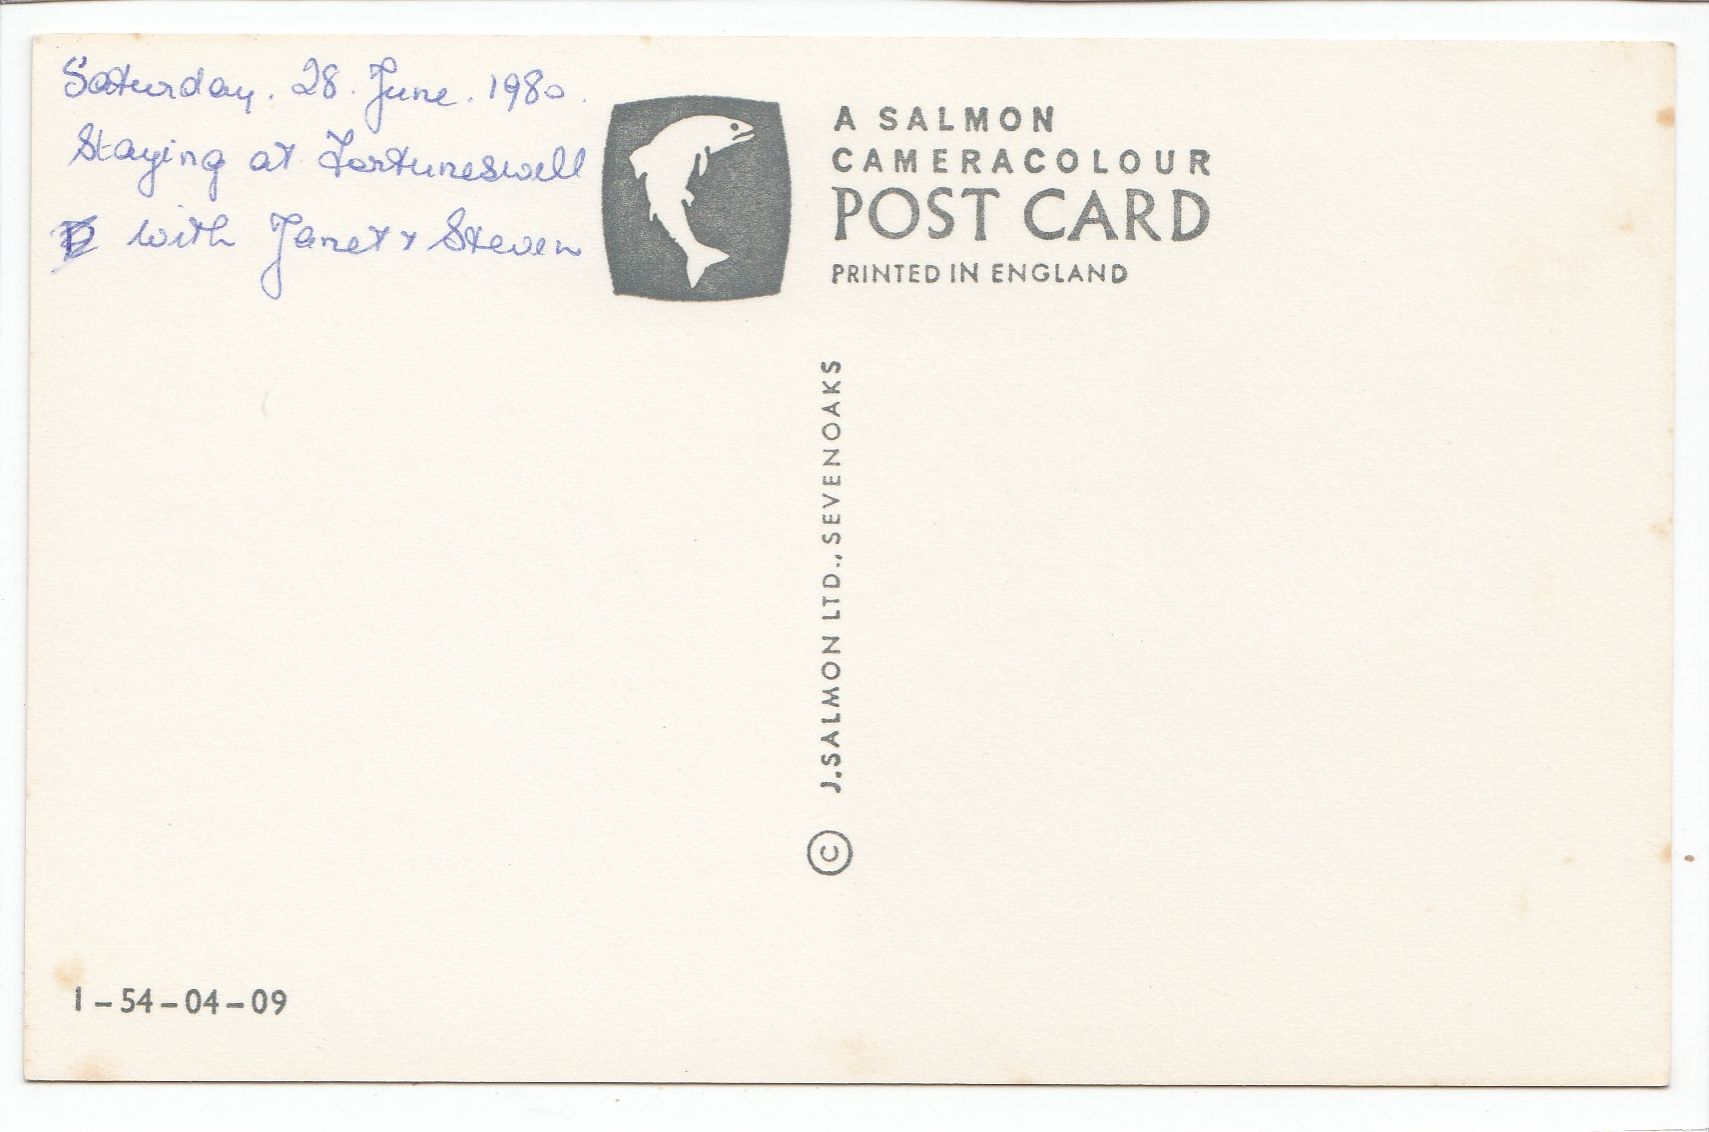 Saturday. 28. June. 1980.
Staying at Fortuneswell
with Janet & Steven
A SALMON
CAMERACOLOUR
POST CARD
PRINTED IN ENGLAND
© J. SALMON LTD., SEVENOAKS
1-54-04-09